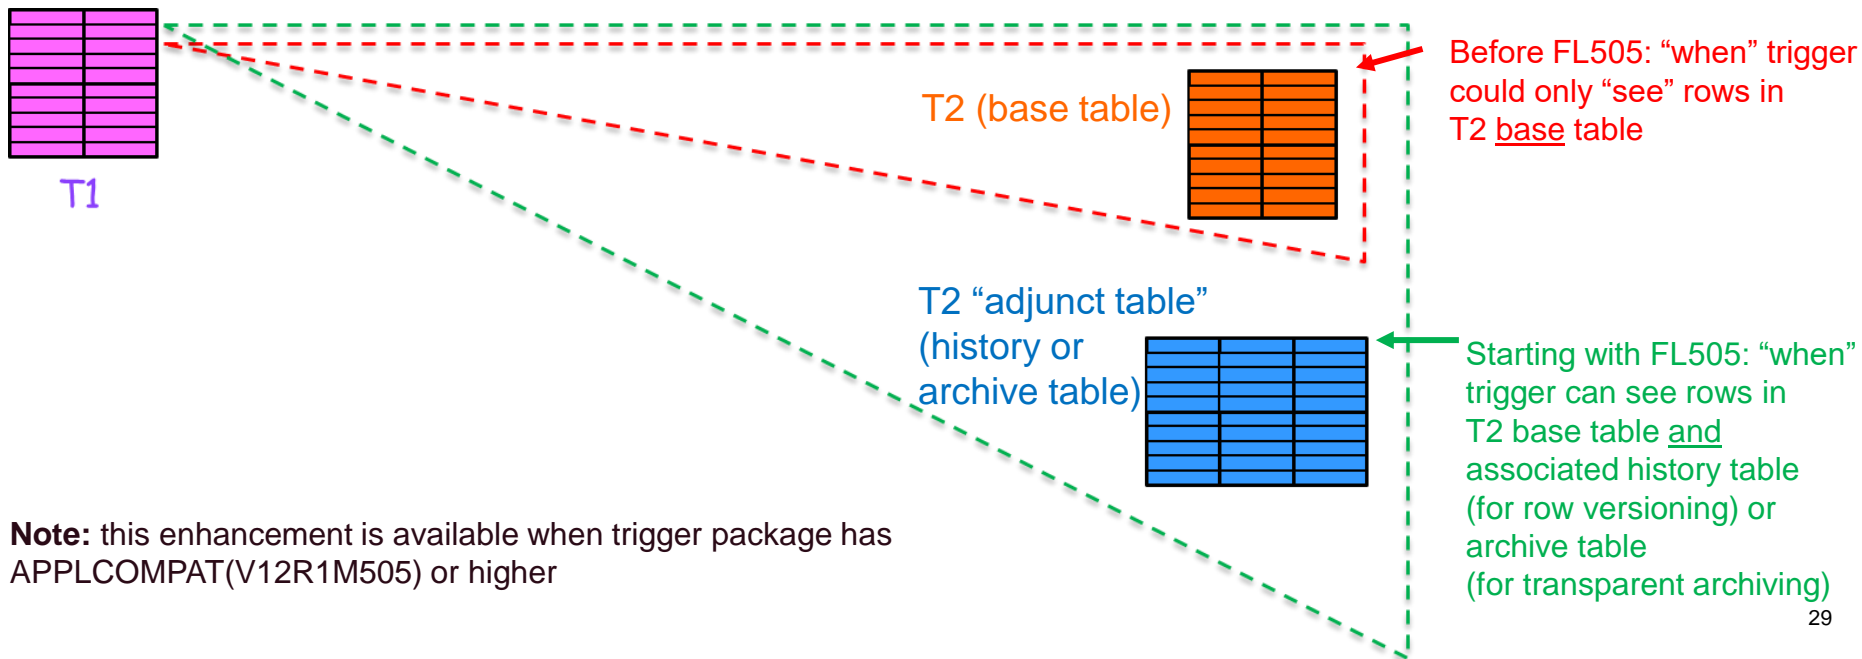 T1
T2 (base table)
Before FL505: “when” trigger
could only “see” rows in
T2 base table
T2 “adjunct table”
(history or
archive table)
Starting with FL505: “when”
trigger can see rows in
T2 base table and
associated history table
(for row versioning) or
archive table
(for transparent archiving)
Note: this enhancement is available when trigger package has
APPLCOMPAT(V12R1M505) or higher
29